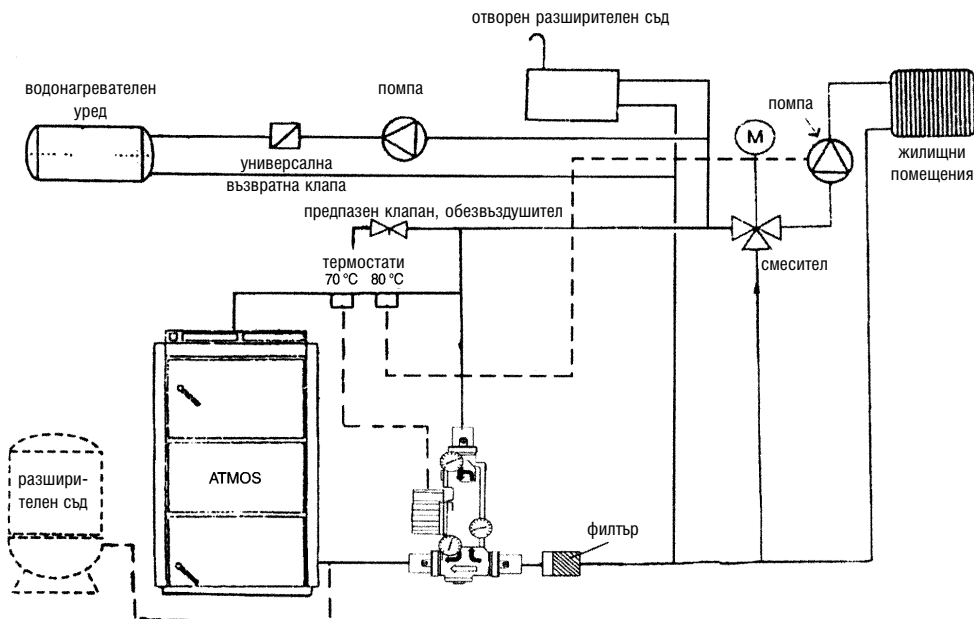 отворен разширителен съд
водонагревателен
уред
помпа
помпа
М
жилищни
помещения
универсална
възвратна клапа
предпазен клапан, обезвъздушител
термостати
70 °C 80 °C
смесител
ATMOS
разшири-
телен съд
филтър